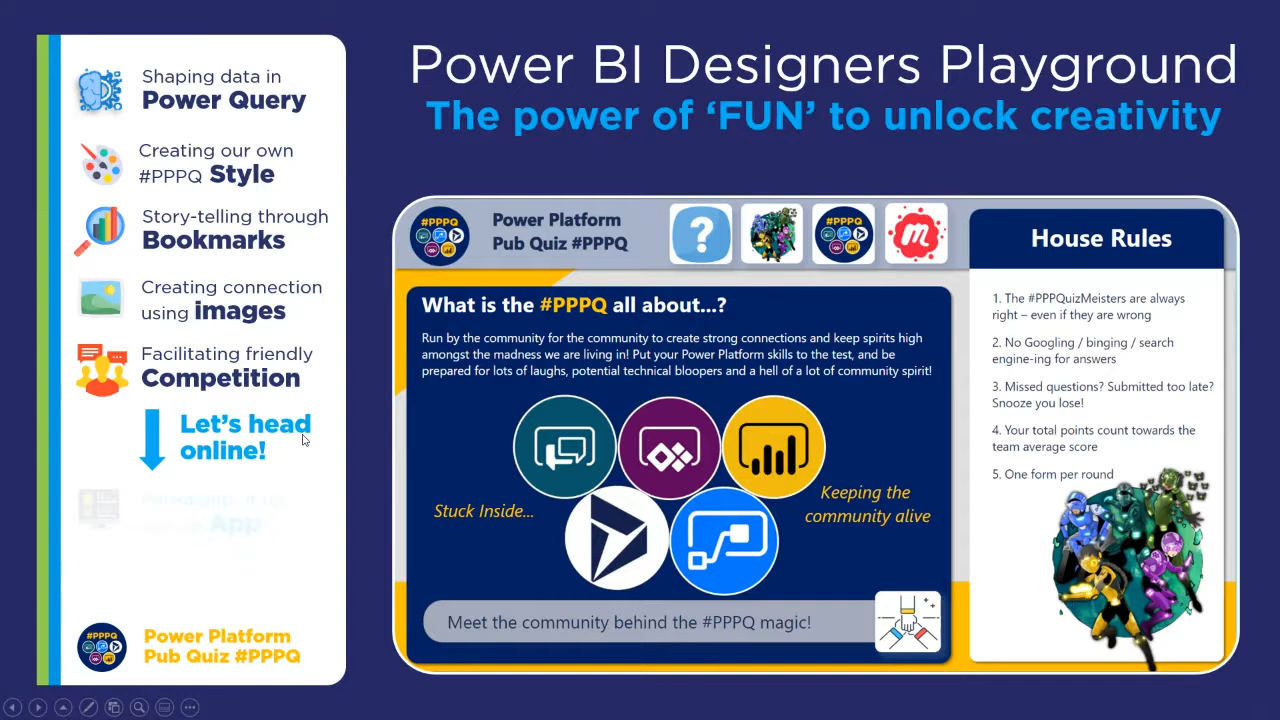 Power BI Designers Playground
The power of ‘FUN’ to unlock creativity
Shaping data in
Power Query
Creating our own
#PPPQ Style
Story-telling through
Bookmarks
Creating connection
using images
Facilitating friendly
Competition
Let’s head
online!
App
Power Platform
Pub Quiz #PPPQ
#PPPQ
#PPPQ
Power Platform
Pub Quiz #PPPQ
?
#PPPQ
m
What is the #PPPQ all about...?
Run by the community for the community to create strong connections and keep spirits high
amongst the madness we are living in! Put your Power Platform skills to the test, and be
prepared for lots of laughs, potential technical bloopers and a hell of a lot of community spirit!
Stuck Inside...
Keeping the
community alive
Meet the community behind the #PPPQ magic!
House Rules
1. The #PPPQuizMeisters are always
right – even if they are wrong
2. No Googling / binging / search
engine-ing for answers
3. Missed questions? Submitted too late?
Snooze you lose!
4. Your total points count towards the
team average score
5. One form per round